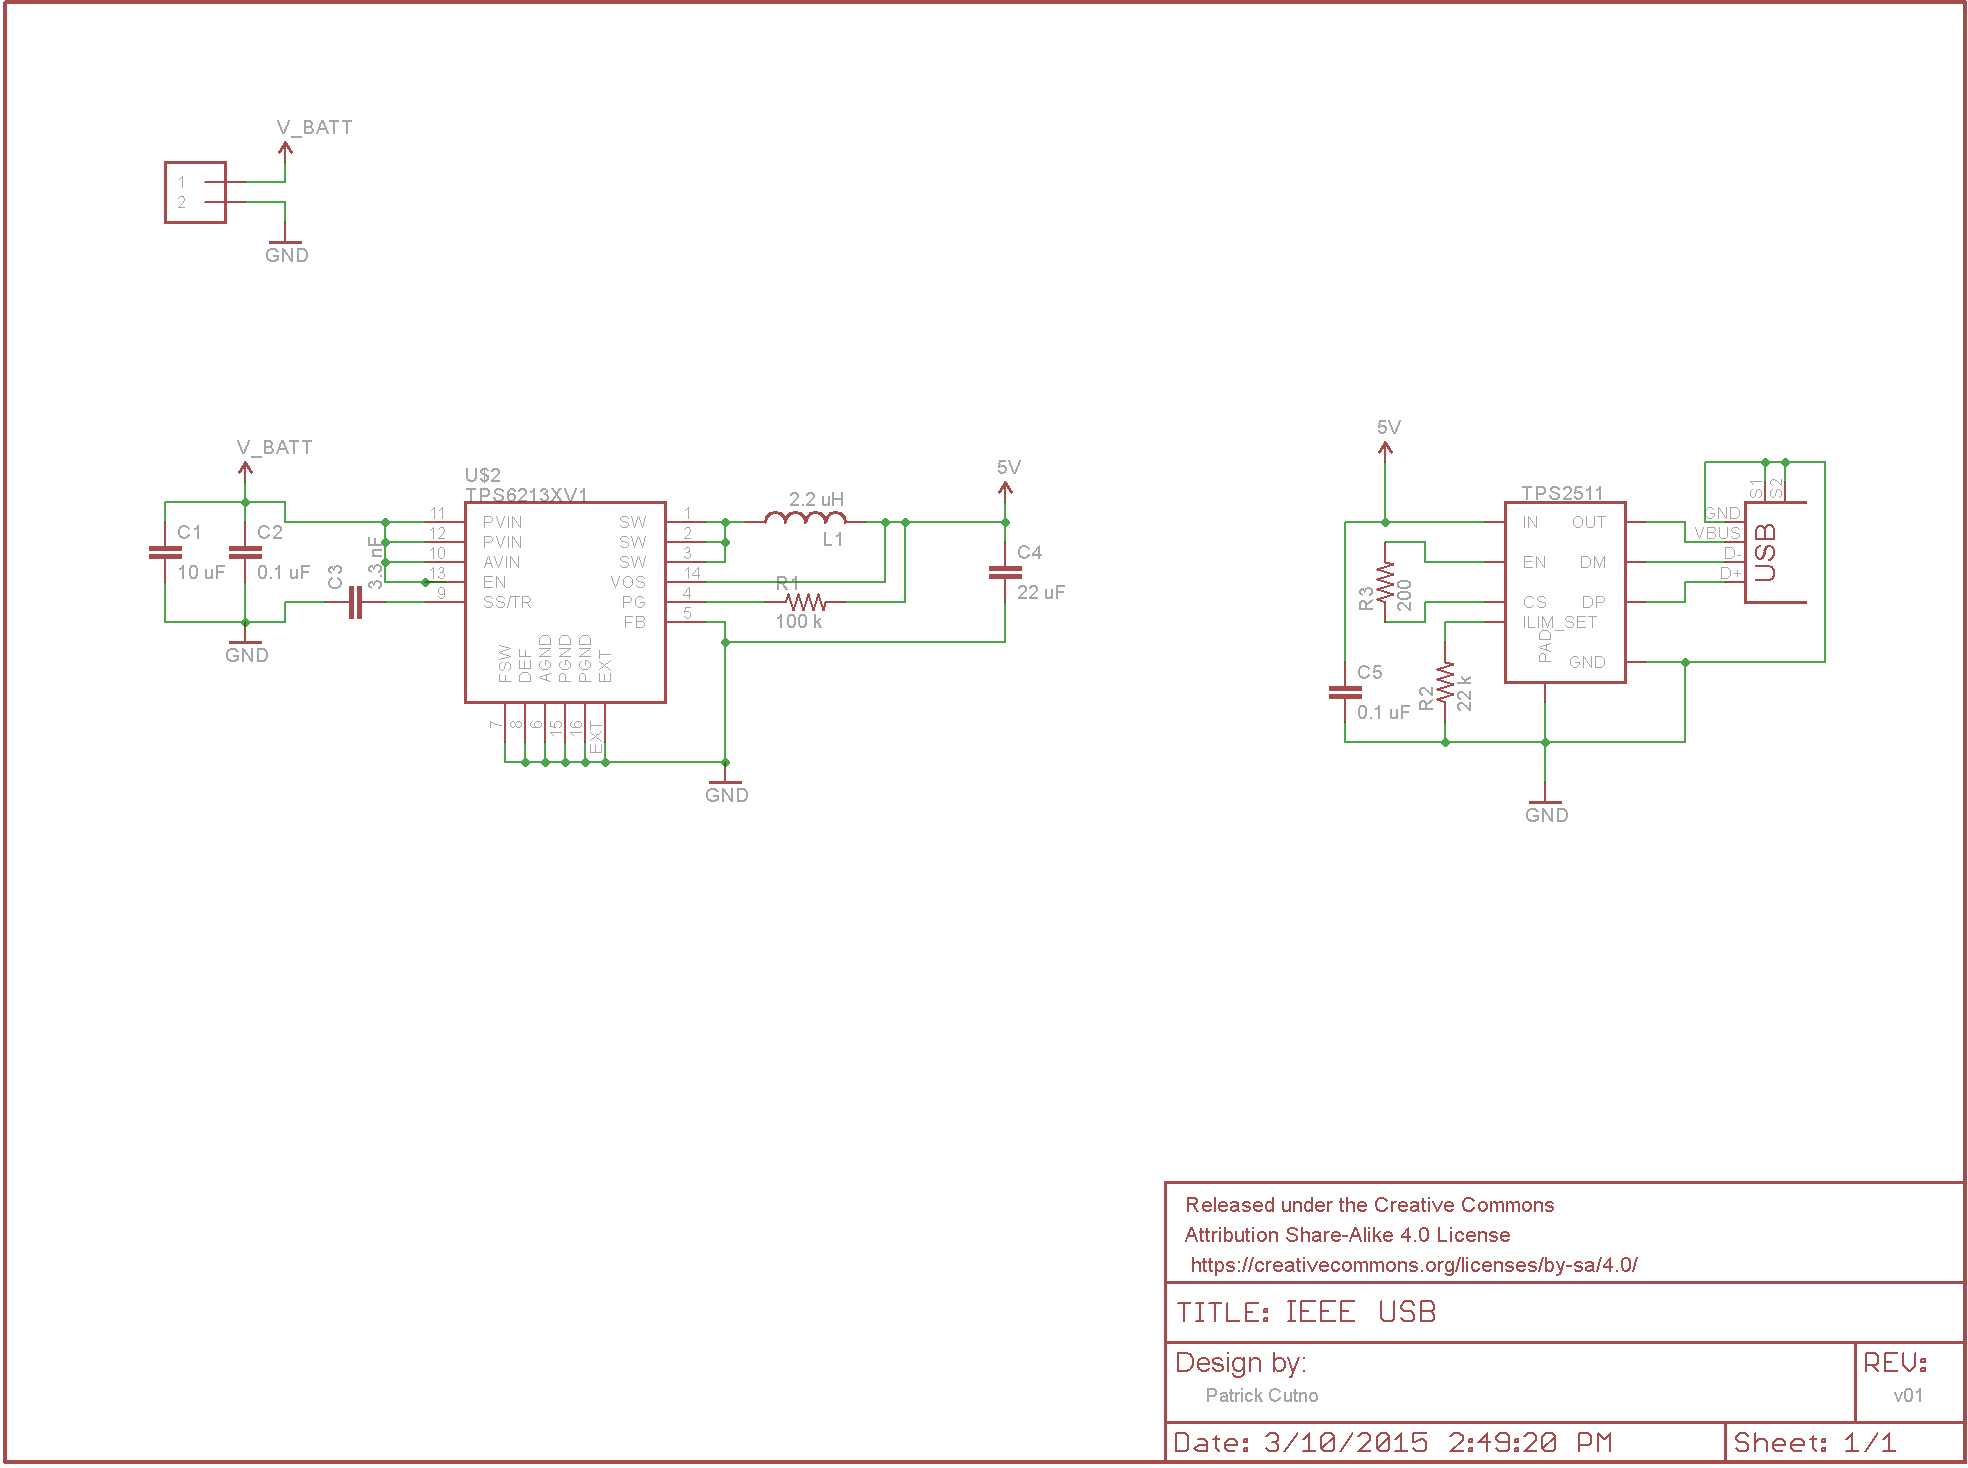 V_BATT
1
2
GND
V_BATT
C1
10 uF
C2
0.1 uF
GND
C3
3.3 nF
U$2
TPS6213XV1
11
12
10
13
9
PVIN
PVIN
AVIN
EN
SS/TR
SW
SW
SW
VOS
PG
FB
1
2
3
14
4
5
FSW
DEF
AGND
PGND
PGND
EXT
7
8
6
15
16
EXT
2.2 uH
L1
R1
100 k
5V
C4
22 uF
GND
5V
R3
200
C5
0.1 uF
R2
22 k
TPS2511
IN
EN
CS
ILIM_SET
PAD
OUT
DM
DP
GND
GND
S1
S2
GND
VBUS
D-
D+
USB
Released under the Creative Commons
Attribution Share-Alike 4.0 License
https://creativecommons.org/licenses/by-sa/4.0/
TITLE: IEEE USB
Design by:
Patrick Cutno
REV:
v01
Date: 3/10/2015 2:49:20 PM
Sheet: 1/1